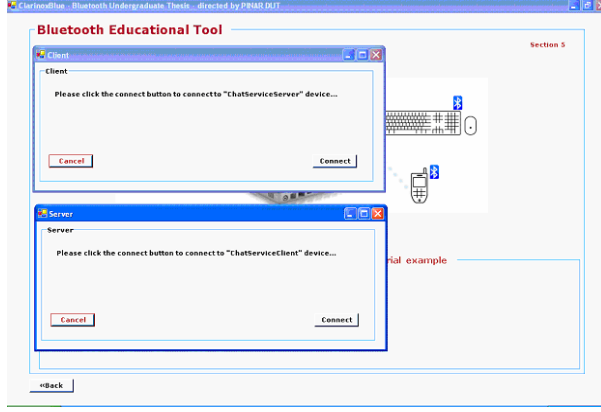 ClarinoxBlue - Bluetooth Undergraduate Thesis - directed by PINAR DUT
Bluetooth Educational Tool
Section 5
Client
Client
Please click the connect button to connect to "ChatServiceServer" device...
Cancel
Connect
Server
Server
Please click the connect button to connect to "ChatServiceClient" device...
rial example
Cancel
Connect
«Back